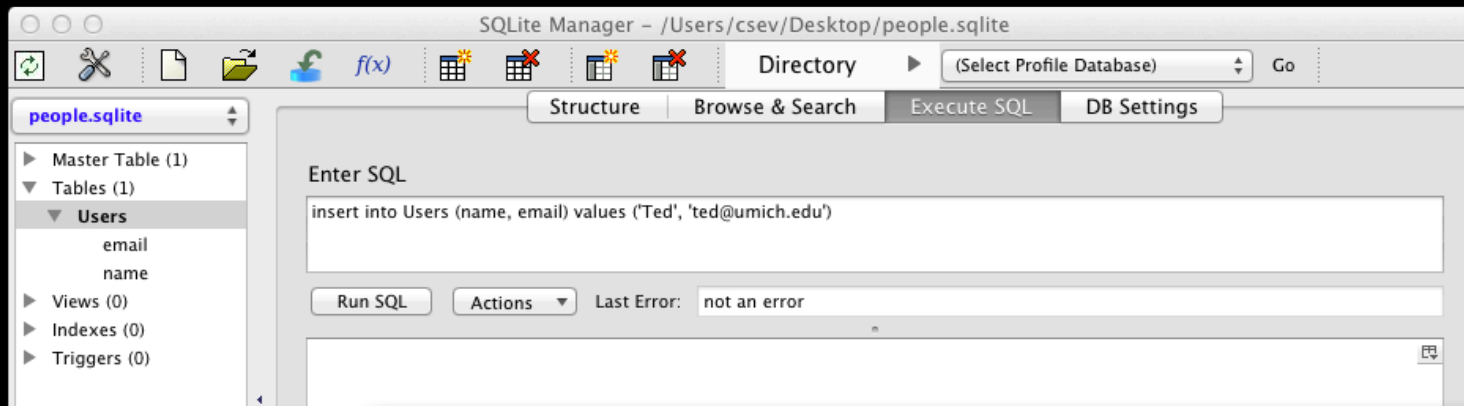 SQLite Manager – /Users/csev/Desktop/people.sqlite
f(x) Directory (Select Profile Database) Go
people.sqlite
Structure Browse & Search Execute SQL DB Settings
Master Table (1)
Tables (1)
Users
email
name
Views (0)
Indexes (0)
Triggers (0)
Enter SQL
insert into Users (name, email) values ('Ted', 'ted@umich.edu')
Run SQL Actions Last Error: not an error